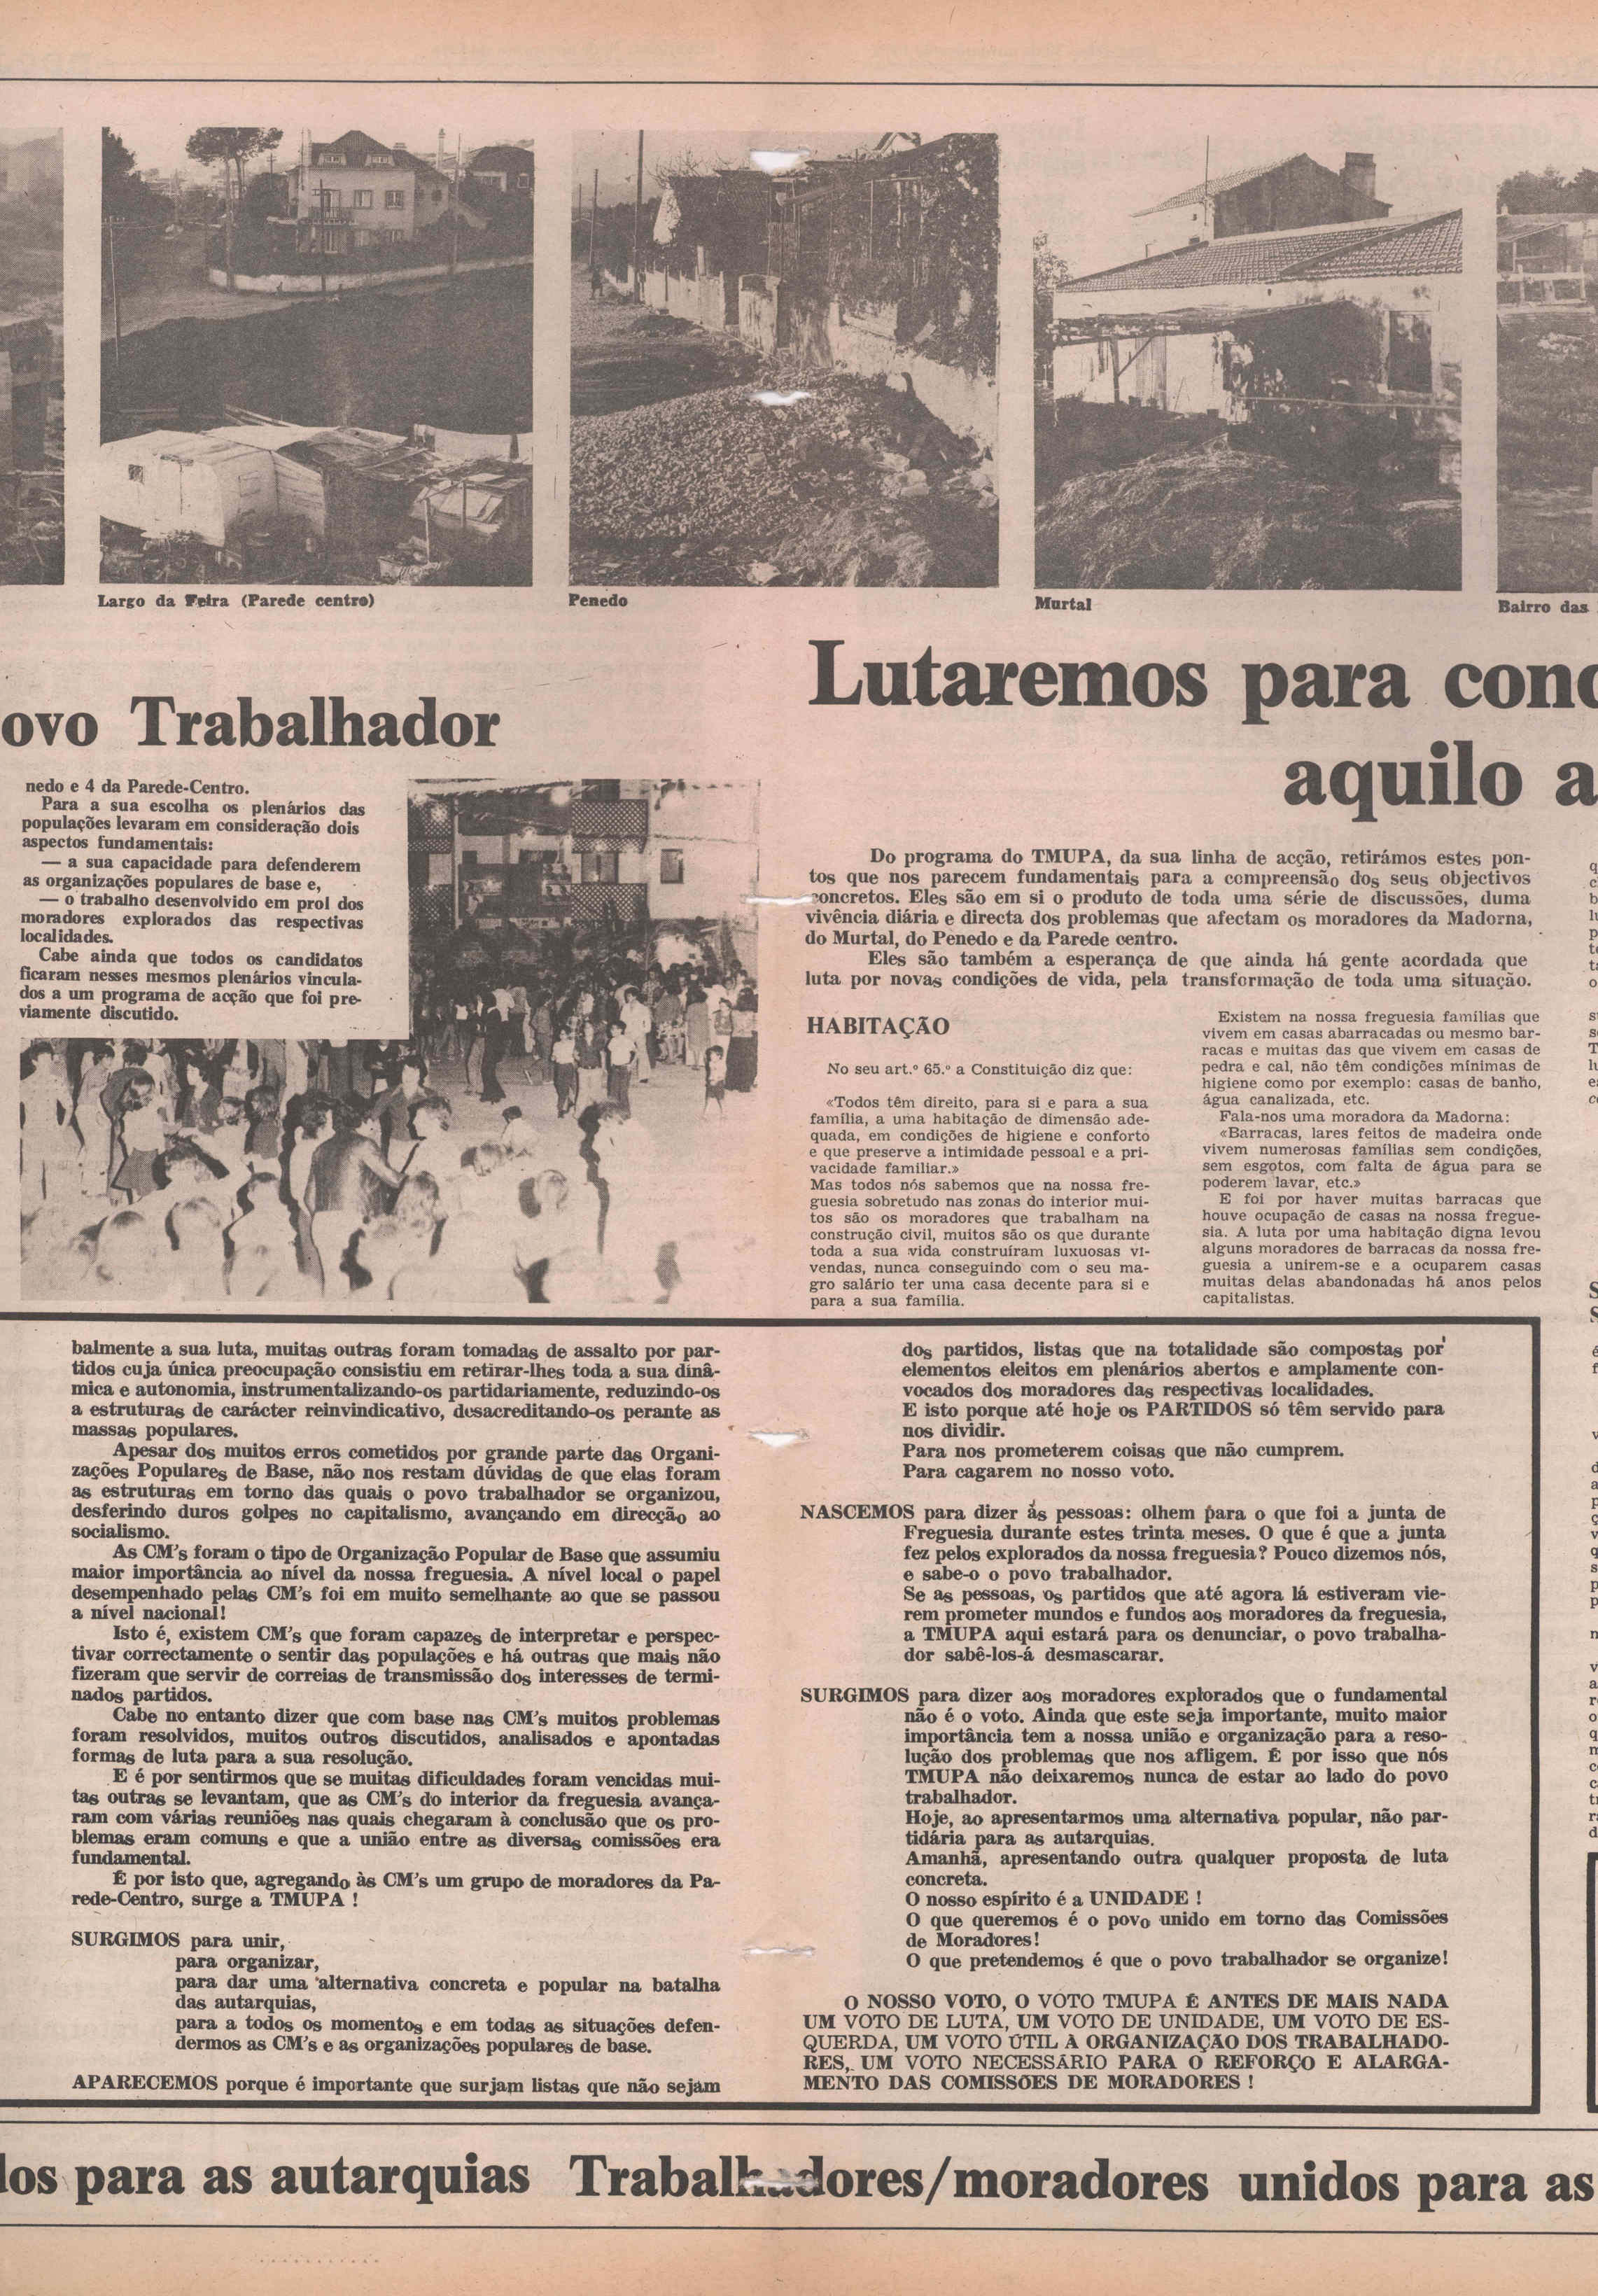 Largo da Feira (Parede centro)
Penedo
Murtal
Bairro das
ovo Trabalhador
nedo e 4 da Parede-Centro.
Para a sua escolha os plenários das
populações levaram em consideração dois
aspectos fundamentais:
— a sua capacidade para defenderem
as organizações populares de base e,
— o trabalho desenvolvido em prol dos
moradores explorados das respectivas
localidades.
Cabe ainda que todos os candidatos
ficaram nesses mesmos plenários vincula-
dos a um programa de acção que foi pre-
viamente discutido.
Lutaremos para conc
aquilo a
Do programa do TMUPA, da sua linha de acção, retirámos estes pon-
tos que nos parecem fundamentais para a compreensão dos seus objectivos
concretos. Eles são em si o produto de toda uma série de discussões, duma
vivência diária e directa dos problemas que afectam os moradores da Madorna,
do Murtal, do Penedo e da Parede centro.
Eles são também a esperança de que ainda há gente acordada que
luta por novas condições de vida, pela transformação de toda uma situação.
HABITAÇÃO
No seu art.º 65.º a Constituição diz que:
«Todos têm direito, para si e para a sua
família, a uma habitação de dimensão ade-
quada, em condições de higiene e conforto
e que preserve a intimidade pessoal e a pri-
vacidade familiar.»
Mas todos nós sabemos que na nossa fre-
guesia sobretudo nas zonas do interior mui-
tos são os moradores que trabalham na
construção civil, muitos são os que durante
toda a sua vida construíram luxuosas vi-
vendas, nunca conseguindo com o seu ma-
gro salário ter uma casa decente para si e
para a sua família.
Existem na nossa freguesia famílias que
vivem em casas abarracadas ou mesmo bar-
racas e muitas das que vivem em casas de
pedra e cal, não têm condições mínimas de
higiene como por exemplo: casas de banho,
água canalizada, etc.
Fala-nos uma moradora da Madorna:
«Barracas, lares feitos de madeira onde
vivem numerosas famílias sem condições,
sem esgotos, com falta de água para se
poderem lavar, etc.»
E foi por haver muitas barracas que
houve ocupação de casas na nossa fregue-
sia. A luta por uma habitação digna levou
alguns moradores de barracas da nossa fre-
guesia a unirem-se e a ocuparem casas
muitas delas abandonadas há anos pelos
capitalistas.
balmente a sua luta, muitas outras foram tomadas de assalto por par-
tidos cuja única preocupação consistiu em retirar-lhes toda a sua dinâ-
mica e autonomia, instrumentalizando-os partidariamente, reduzindo-os
a estruturas de carácter reinvindicativo, desacreditando-os perante as
massas populares.
Apesar dos muitos erros cometidos por grande parte das Organi-
zações Populares de Base, não nos restam dúvidas de que elas foram
as estruturas em torno das quais o povo trabalhador se organizou,
desferindo duros golpes no capitalismo, avançando em direcção ao
socialismo.
As CM's foram o tipo de Organização Popular de Base que assumiu
maior importância ao nível da nossa freguesia. A nível local o papel
desempenhado pelas CM's foi em muito semelhante ao que se passou
a nível nacional!
Isto é, existem CM's que foram capazes de interpretar e perspec-
tivar correctamente o sentir das populações e há outras que mais não
fizeram que servir de correias de transmissão dos interesses de termi-
nados partidos.
Cabe no entanto dizer que com base nas CM's muitos problemas
foram resolvidos, muitos outros discutidos, analisados e apontadas
formas de luta para a sua resolução.
E é por sentirmos que se muitas dificuldades foram vencidas mui-
tas outras se levantam, que as CM's do interior da freguesia avança-
ram com várias reuniões nas quais chegaram à conclusão que os pro-
blemas eram comuns e que a união entre as diversas comissões era
fundamental.
É por isto que, agregando às CM's um grupo de moradores da Pa-
rede-Centro, surge a TMUPA !
SURGIMOS para unir,
para organizar,
para dar uma alternativa concreta e popular na batalha
das autarquias,
para a todos os momentos e em todas as situações defen-
dermos as CM's e as organizações populares de base.
APARECEMOS porque é importante que surjam listas que não sejam
dos partidos, listas que na totalidade são compostas por
elementos eleitos em plenários abertos e amplamente con-
vocados dos moradores das respectivas localidades.
E isto porque até hoje os PARTIDOS só têm servido para
nos dividir.
Para nos prometerem coisas que não cumprem.
Para cagarem no nosso voto.
NASCEMOS para dizer ás pessoas: olhem para o que foi a junta de
Freguesia durante estes trinta meses. O que é que a junta
fez pelos explorados da nossa freguesia? Pouco dizemos nós,
e sabe-o o povo trabalhador.
Se as pessoas, os partidos que até agora lá estiveram vie-
rem prometer mundos e fundos aos moradores da freguesia,
a TMUPA aqui estará para os denunciar, o povo trabalha-
dor sabê-los-á desmascarar.
SURGIMOS para dizer aos moradores explorados que o fundamental
não é o voto. Ainda que este seja importante, muito maior
importância tem a nossa união e organização para a reso-
lução dos problemas que nos afligem. É por isso que nós
TMUPA não deixaremos nunca de estar ao lado do povo
trabalhador.
Hoje, ao apresentarmos uma alternativa popular, não par-
tidária para as autarquias.
Amanhã, apresentando outra qualquer proposta de luta
concreta.
O nosso espírito é a UNIDADE !
O que queremos é o povo unido em torno das Comissões
de Moradores!
O que pretendemos é que o povo trabalhador se organize!
O NOSSO VOTO, O VOTO TMUPA É ANTES DE MAIS NADA
UM VOTO DE LUTA, UM VOTO DE UNIDADE, UM VOTO DE ES-
QUERDA, UM VOTO ÚTIL À ORGANIZAÇÃO DOS TRABALHADO-
RES, UM VOTO NECESSÁRIO PARA O REFORÇO E ALARGA-
MENTO DAS COMISSÕES DE MORADORES !
los para as autarquias Trabalhadores/moradores unidos para as